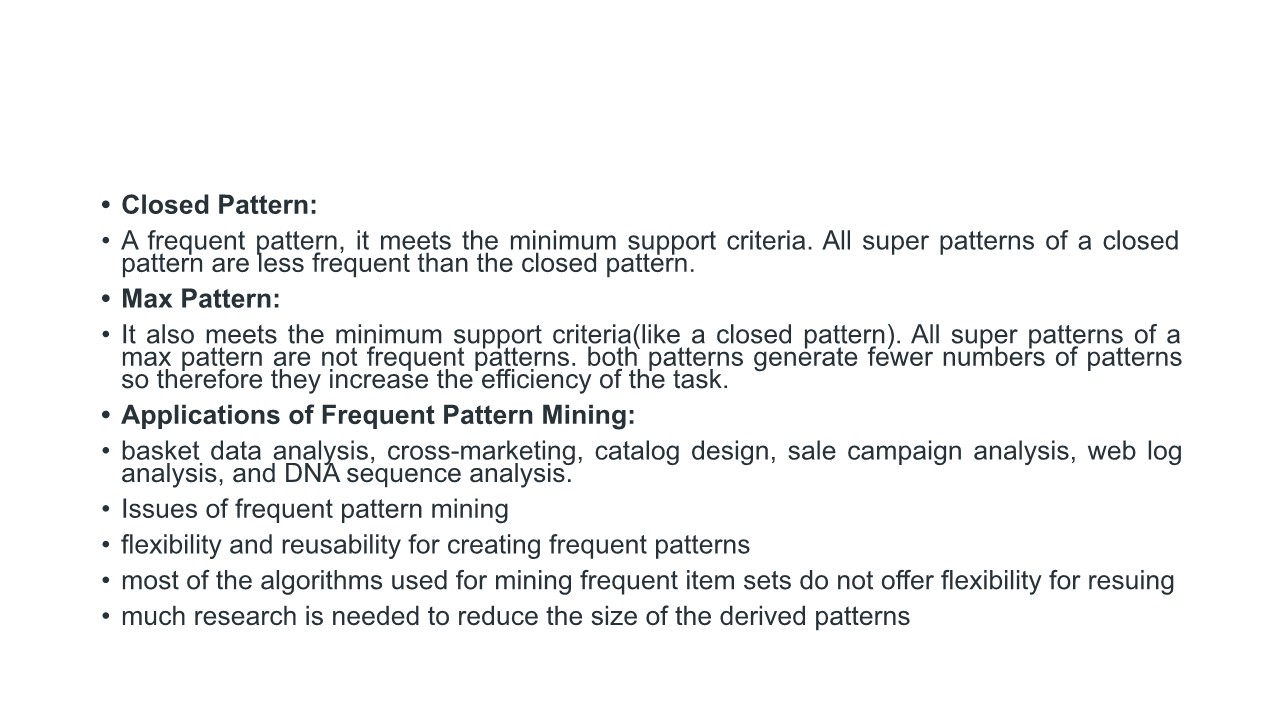 • Closed Pattern:
• A frequent pattern, it meets the minimum support criteria. All super patterns of a closed
pattern are less frequent than the closed pattern.
• Max Pattern:
• It also meets the minimum support criteria(like a closed pattern). All super patterns of a
max pattern are not frequent patterns. both patterns generate fewer numbers of patterns
so therefore they increase the efficiency of the task.
• Applications of Frequent Pattern Mining:
• basket data analysis, cross-marketing, catalog design, sale campaign analysis, web log
analysis, and DNA sequence analysis.
• Issues of frequent pattern mining
• flexibility and reusability for creating frequent patterns
• most of the algorithms used for mining frequent item sets do not offer flexibility for resuing
• much research is needed to reduce the size of the derived patterns